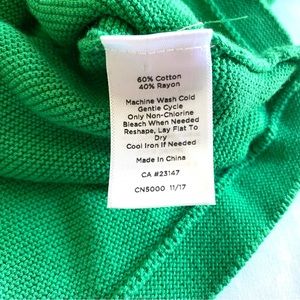 60% Cotton
40% Rayon
Machine Wash Cold
Gentle Cycle
Only Non-Chlorine
Bleach When Needed
Reshape, Lay Flat To
Dry
Cool Iron If Needed
Made In China
CA #23147
CN5000 11/17